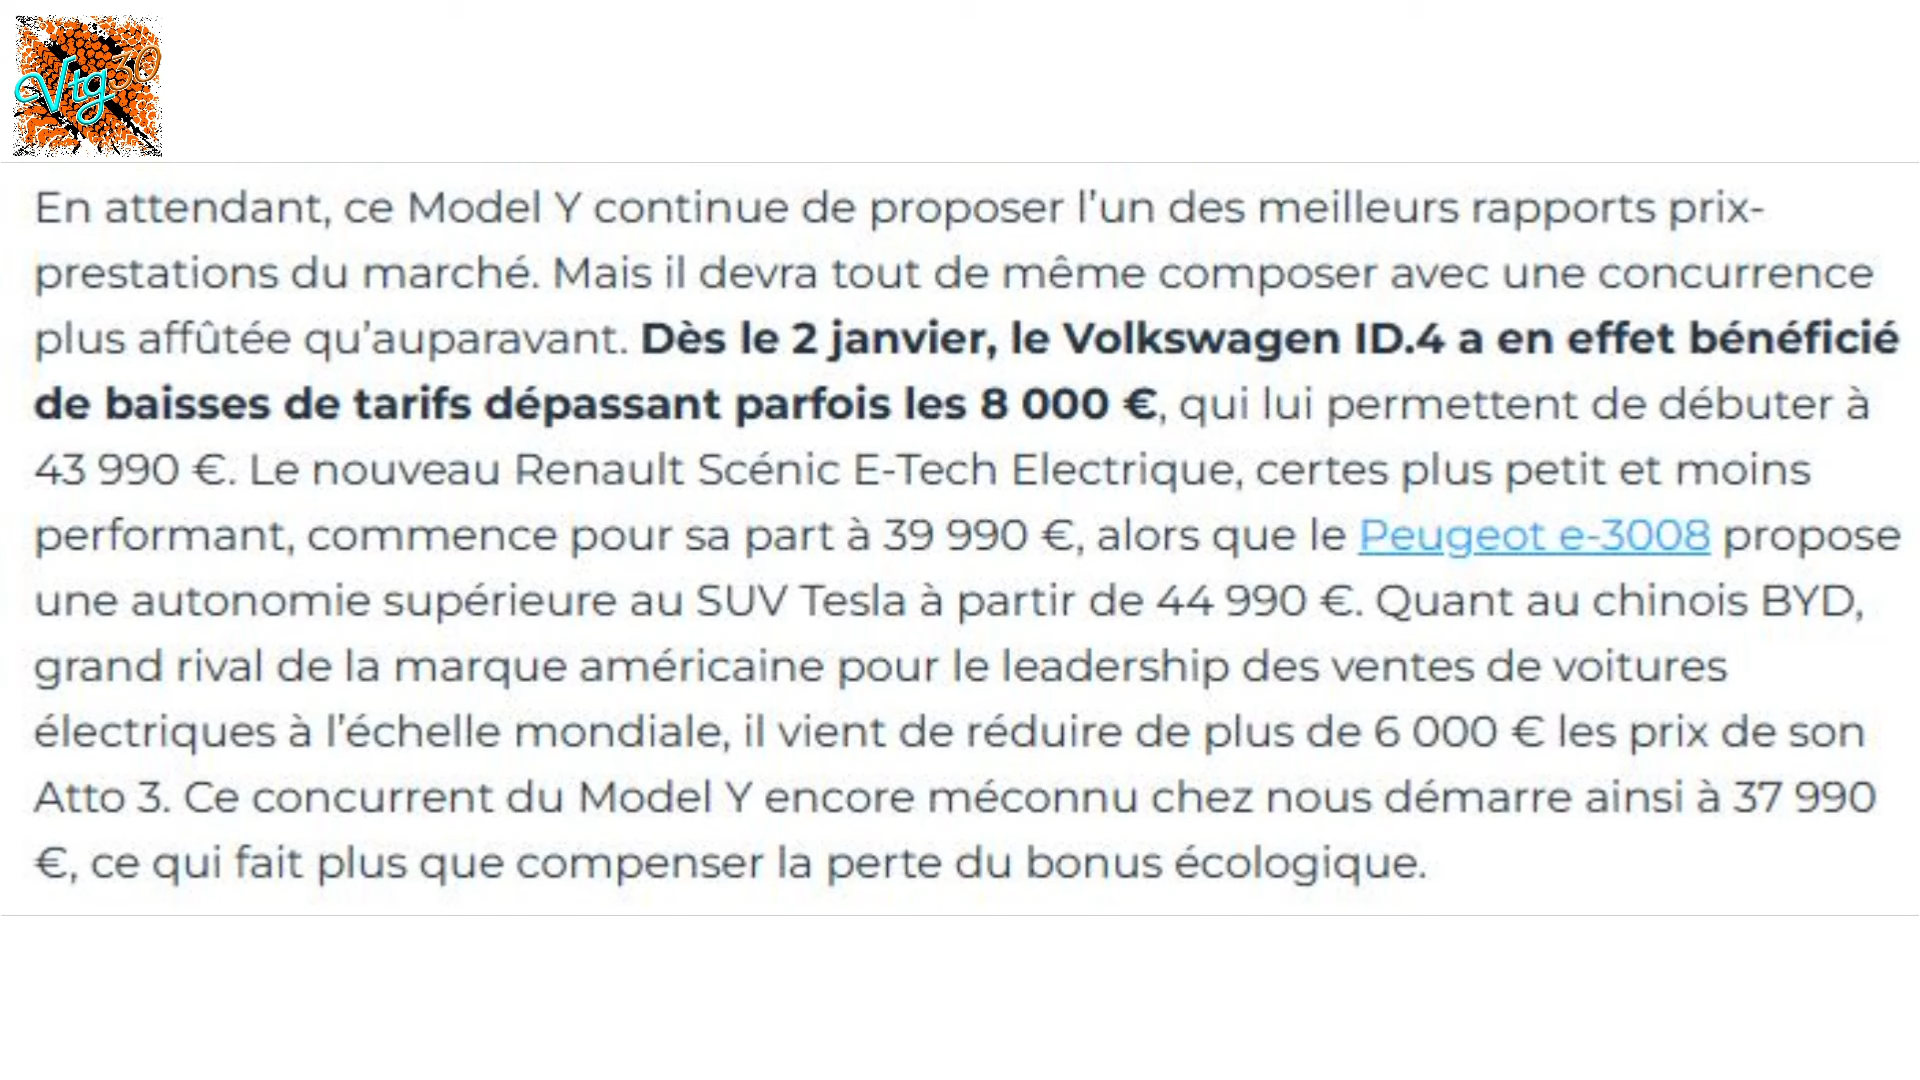 Vtg30
En attendant, ce Model Y continue de proposer l’un des meilleurs rapports prix-
prestations du marché. Mais il devra tout de même composer avec une concurrence
plus affûtée qu’auparavant. Dès le 2 janvier, le Volkswagen ID.4 a en effet bénéficié
de baisses de tarifs dépassant parfois les 8 000 €, qui lui permettent de débuter à
43 990 €. Le nouveau Renault Scénic E-Tech Electrique, certes plus petit et moins
performant, commence pour sa part à 39 990 €, alors que le Peugeot e-3008 propose
une autonomie supérieure au SUV Tesla à partir de 44 990 €. Quant au chinois BYD,
grand rival de la marque américaine pour le leadership des ventes de voitures
électriques à l’échelle mondiale, il vient de réduire de plus de 6 000 € les prix de son
Atto 3. Ce concurrent du Model Y encore méconnu chez nous démarre ainsi à 37 990
€, ce qui fait plus que compenser la perte du bonus écologique.